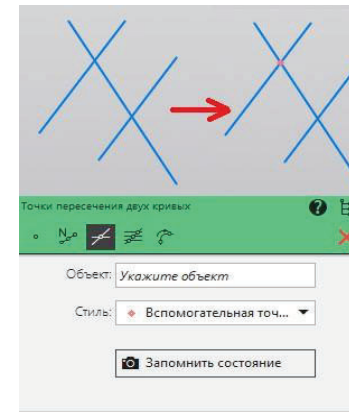 Точки пересечения двух кривых
Объект: Укажите объект
Стиль: Вспомогательная точ...
Запомнить состояние